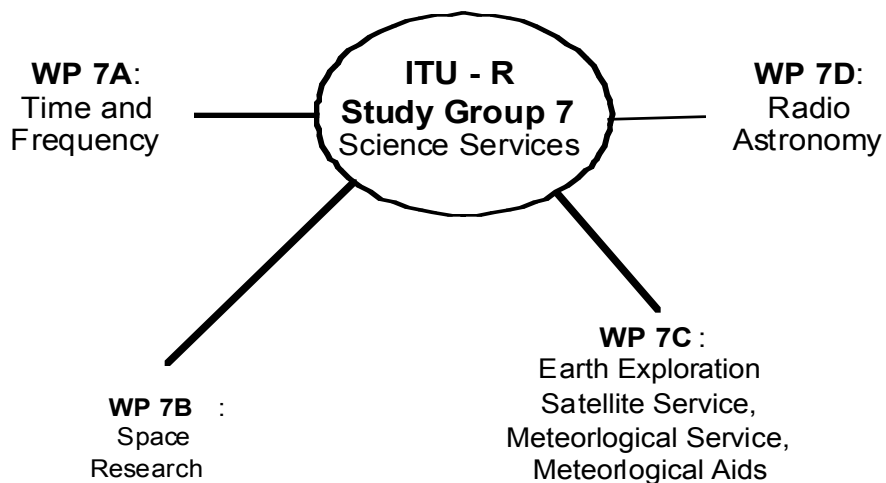 WP 7A:
Time and
Frequency
ITU - R
Study Group 7
Science Services
WP 7D:
Radio
Astronomy
WP 7B :
Space
Research
WP 7C :
Earth Exploration
Satellite Service,
Meteorlogical Service,
Meteorlogical Aids